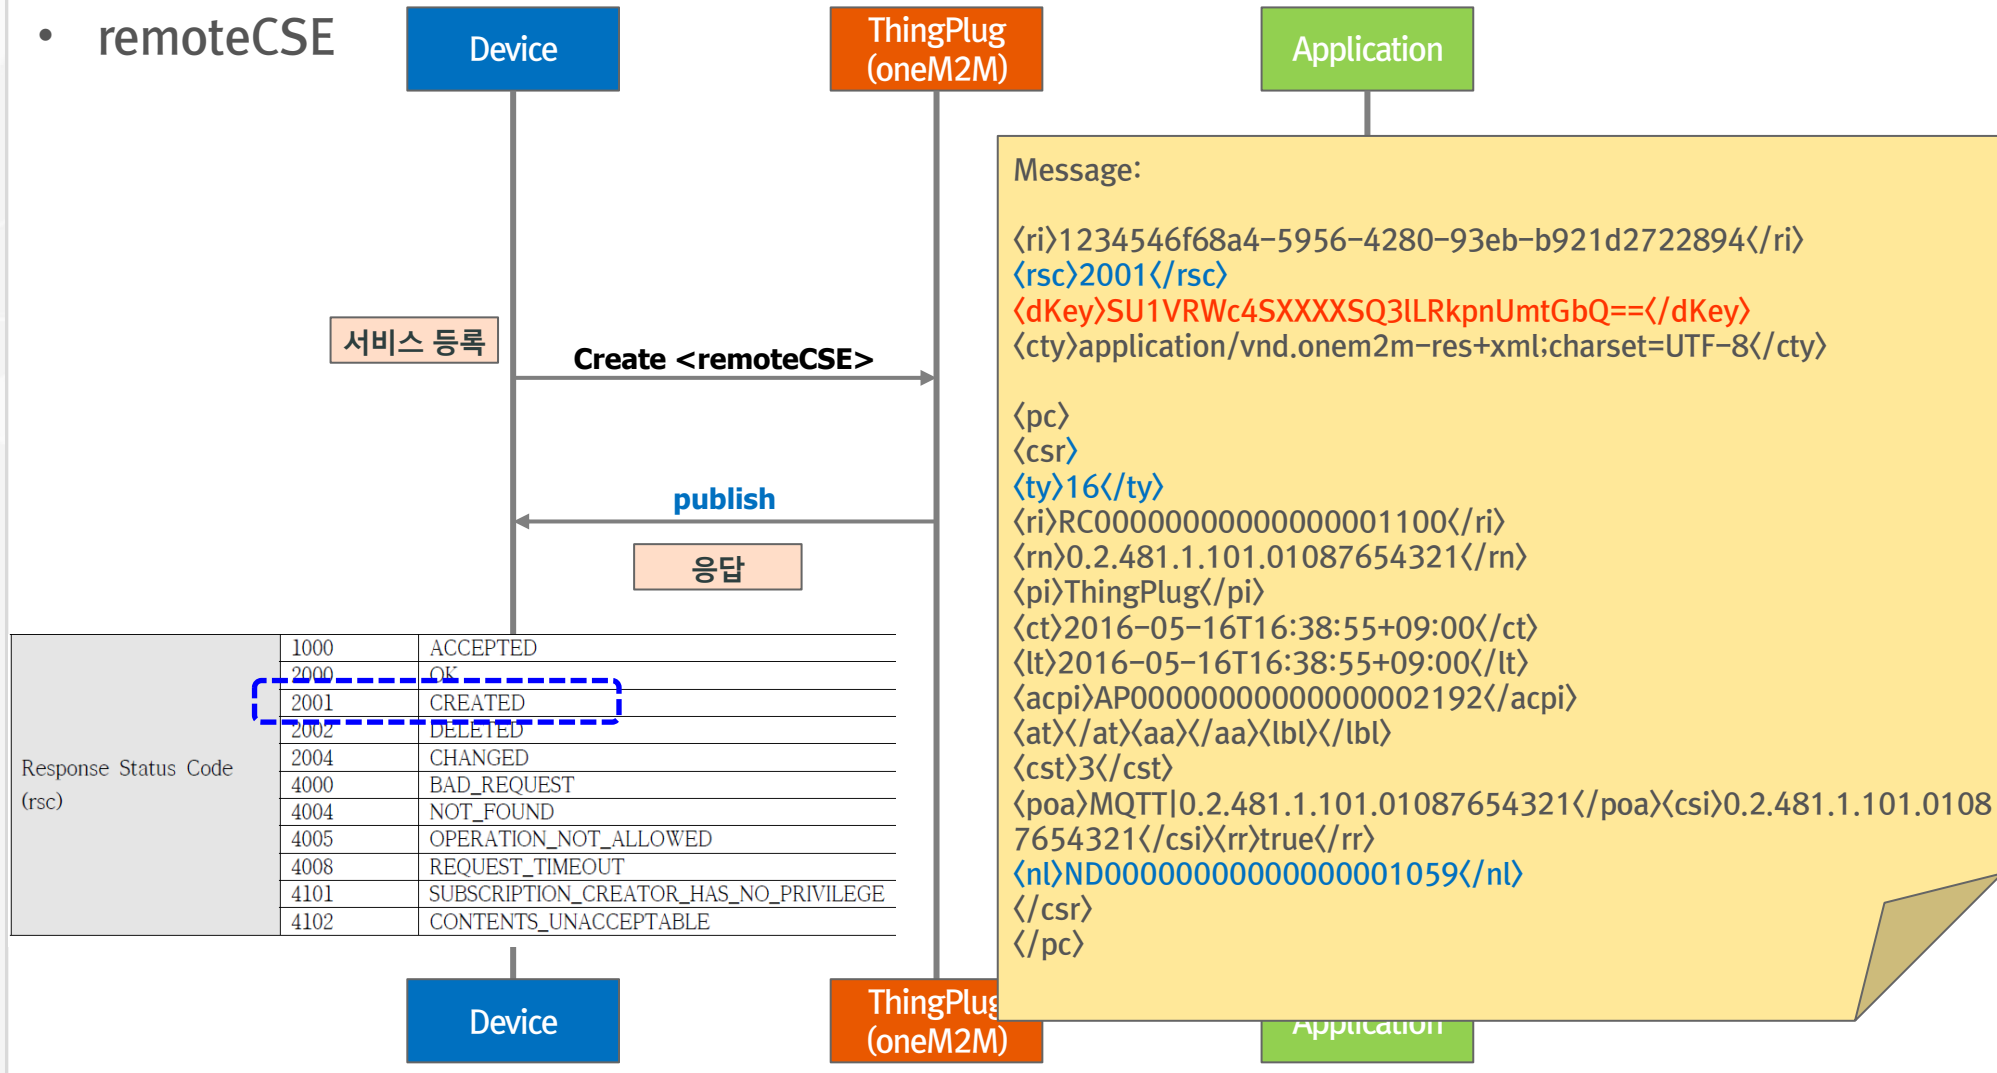 • remoteCSE
Device
ThingPlug
(oneM2M)
Application
서비스 등록
Create <remoteCSE>
publish
응답
Response Status Code
(rsc)
1000 ACCEPTED
2000 OK
2001 CREATED
2002 DELETED
2004 CHANGED
4000 BAD_REQUEST
4004 NOT_FOUND
4005 OPERATION_NOT_ALLOWED
4008 REQUEST_TIMEOUT
4101 SUBSCRIPTION_CREATOR_HAS_NO_PRIVILEGE
4102 CONTENTS_UNACCEPTABLE
Message:
<ri>1234546f68a4-5956-4280-93eb-b921d2722894</ri>
<rsc>2001</rsc>
<dKey>SU1VRWc4SXXXXSQ3lLRkpnUmtGbQ==</dKey>
<cty>application/vnd.onem2m-res+xml;charset=UTF-8</cty>
<pc>
<csr>
<ty>16</ty>
<ri>RC00000000000000001100</ri>
<rn>0.2.481.1.101.01087654321</rn>
<pi>ThingPlug</pi>
<ct>2016-05-16T16:38:55+09:00</ct>
<lt>2016-05-16T16:38:55+09:00</lt>
<acpi>AP00000000000000002192</acpi>
<at></at><aa></aa><lbl></lbl>
<cst>3</cst>
<poa>MQTT|0.2.481.1.101.01087654321</poa><csi>0.2.481.1.101.0108
7654321</csi><rr>true</rr>
<nl>ND00000000000000001059</nl>
</csr>
</pc>
Device
ThingPlug
(oneM2M)
Application